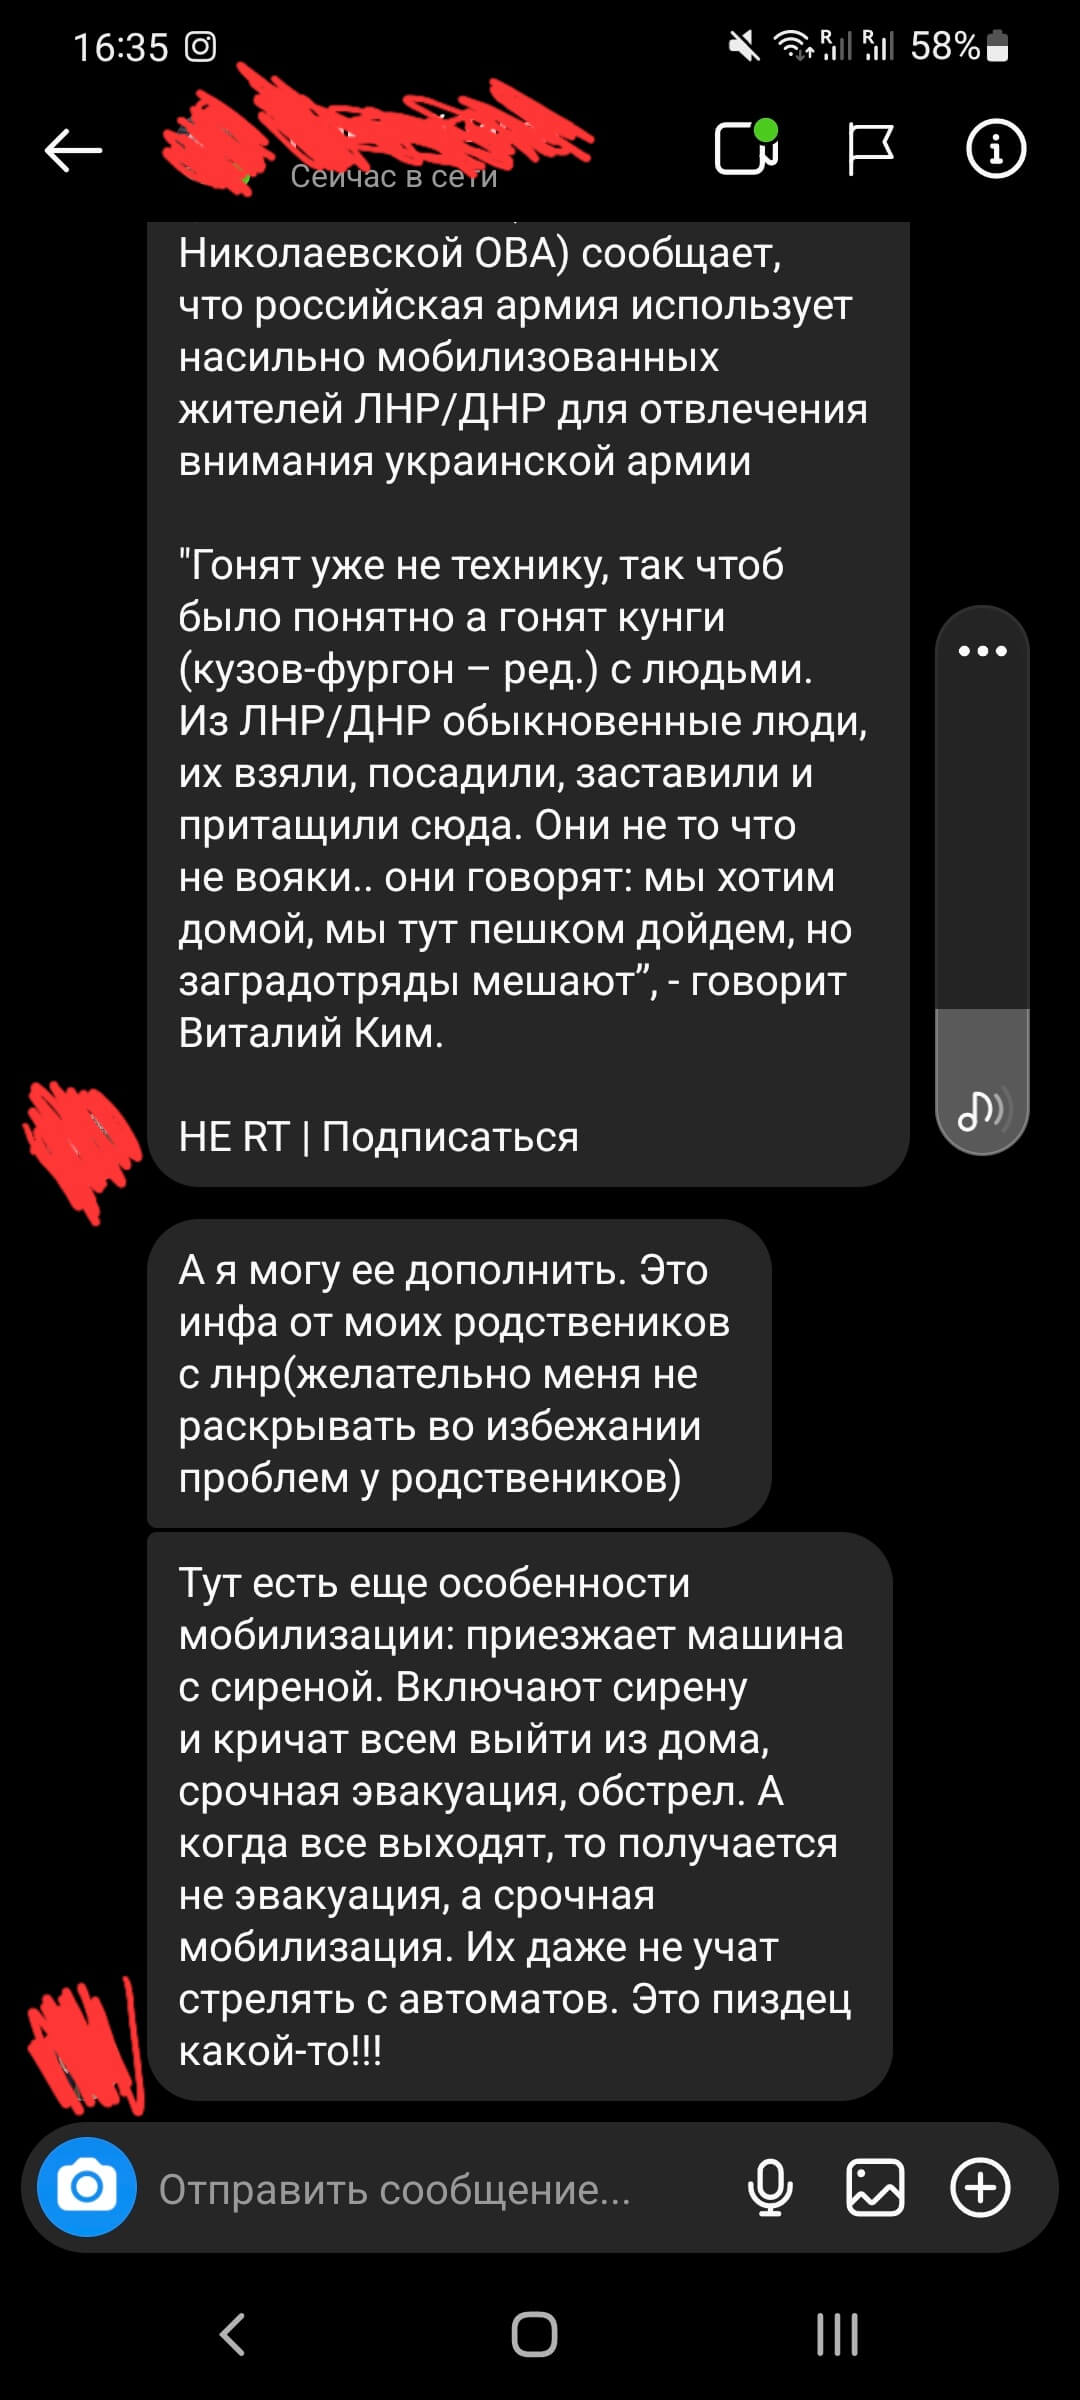 16:35
R R 58%
Сейчас в сети
Николаевской ОВА) сообщает,
что российская армия использует
насильно мобилизованных
жителей ЛНР/ДНР для отвлечения
внимания украинской армии
"Гонят уже не технику, так чтоб
было понятно а гонят кунги
(кузов-фургон – ред.) с людьми.
Из ЛНР/ДНР обыкновенные люди,
их взяли, посадили, заставили и
притащили сюда. Они не то что
не вояки.. они говорят: мы хотим
домой, мы тут пешком дойдем, но
заградотряды мешают”, - говорит
Виталий Ким.
НЕ RT | Подписаться
А я могу ее дополнить. Это
инфа от моих родствеников
с лнр(желательно меня не
раскрывать во избежании
проблем у родствеников)
Тут есть еще особенности
мобилизации: приезжает машина
с сиреной. Включают сирену
и кричат всем выйти из дома,
срочная эвакуация, обстрел. А
когда все выходят, то получается
не эвакуация, а срочная
мобилизация. Их даже не учат
стрелять с автоматов. Это пиздец
какой-то!!!
Отправить сообщение...